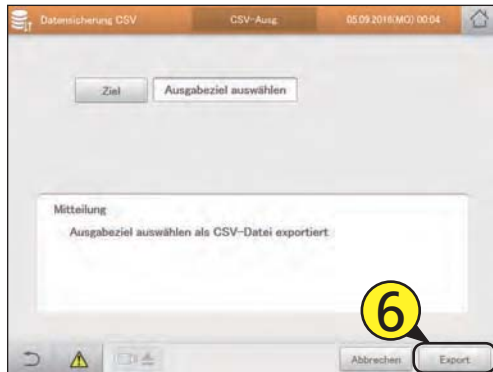 Datensicherung CSV CSV-Ausg 05.09.2016(MO) 00:04
Ziel Ausgabeziel auswählen
Mitteilung
Ausgabeziel auswählen als CSV-Datei exportiert
6
Abbrechen Export